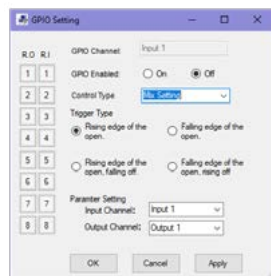 GPIO Setting
R.O R.I
GPIO Channel: Input 1
1 1
GPIO Enabled: On Off
2 2
Control Type Mix Setting
3 3
Trigger Type
4 4
Rising edge of the open.
Falling edge of the open.
5 5
Rising edge of the open, falling off.
Falling edge of the open, rising off
6 6
7 7
Paramter Setting
Input Channel: Input 1
8 8
Output Channel: Output 1
OK Cancel Apply